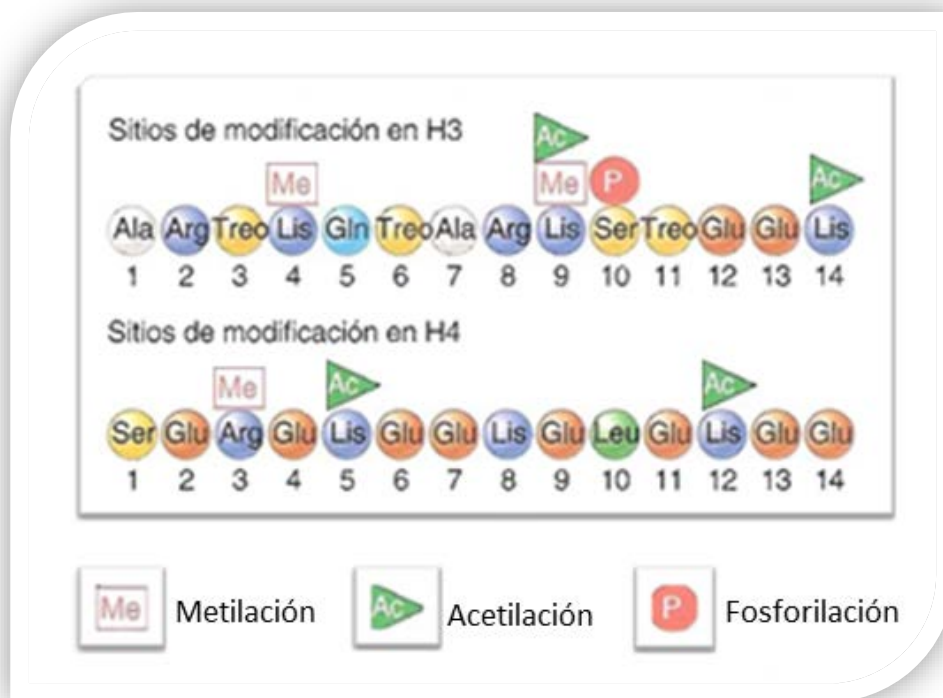 Sitios de modificación en H3
Ac
Me Me P Ac
Ala Arg Treo Lis Gln Treo Ala Arg Lis Ser Treo Glu Glu Lis
1 2 3 4 5 6 7 8 9 10 11 12 13 14
Sitios de modificación en H4
Me Ac Ac
Ser Glu Arg Glu Lis Glu Glu Lis Glu Leu Glu Lis Glu Glu
1 2 3 4 5 6 7 8 9 10 11 12 13 14
Me Metilación Ac Acetilación P Fosforilación